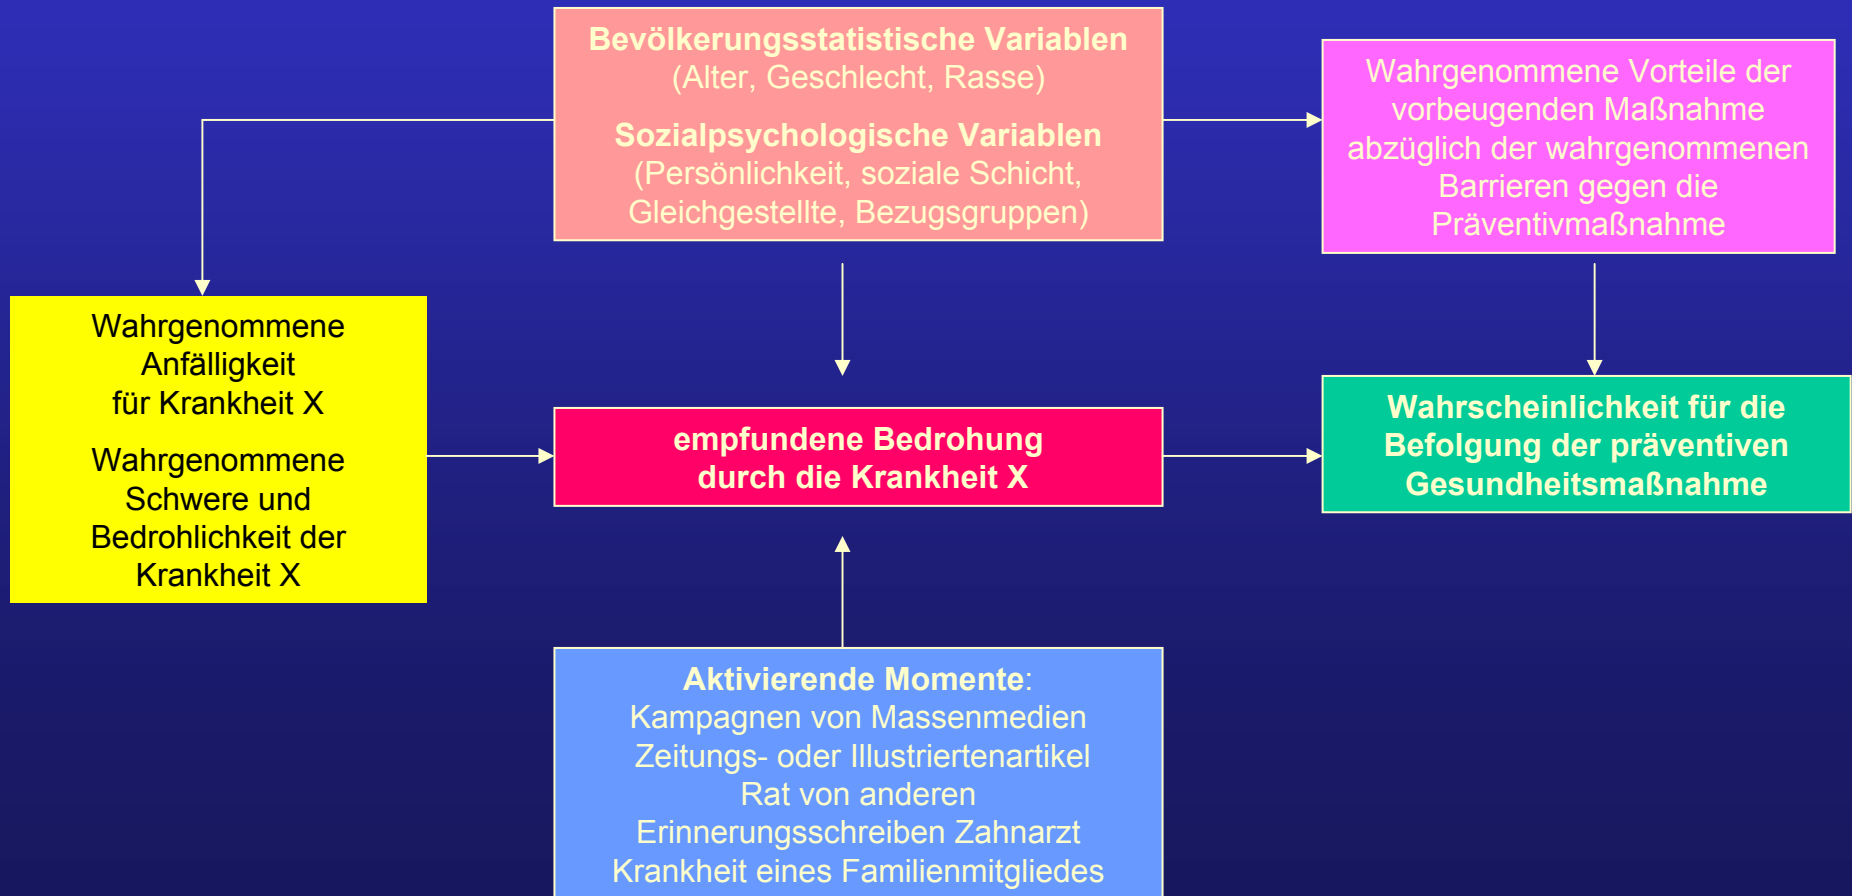 Bevölkerungsstatistische Variablen
(Alter, Geschlecht, Rasse)
Sozialpsychologische Variablen
(Persönlichkeit, soziale Schicht,
Gleichgestellte, Bezugsgruppen)
Wahrgenommene Vorteile der
vorbeugenden Maßnahme
abzüglich der wahrgenommenen
Barrieren gegen die
Präventivmaßnahme
Wahrgenommene
Anfälligkeit
für Krankheit X
Wahrgenommene
Schwere und
Bedrohlichkeit der
Krankheit X
empfundene Bedrohung
durch die Krankheit X
Wahrscheinlichkeit für die
Befolgung der präventiven
Gesundheitsmaßnahme
Aktivierende Momente:
Kampagnen von Massenmedien
Zeitungs- oder Illustriertenartikel
Rat von anderen
Erinnerungsschreiben Zahnarzt
Krankheit eines Familienmitgliedes